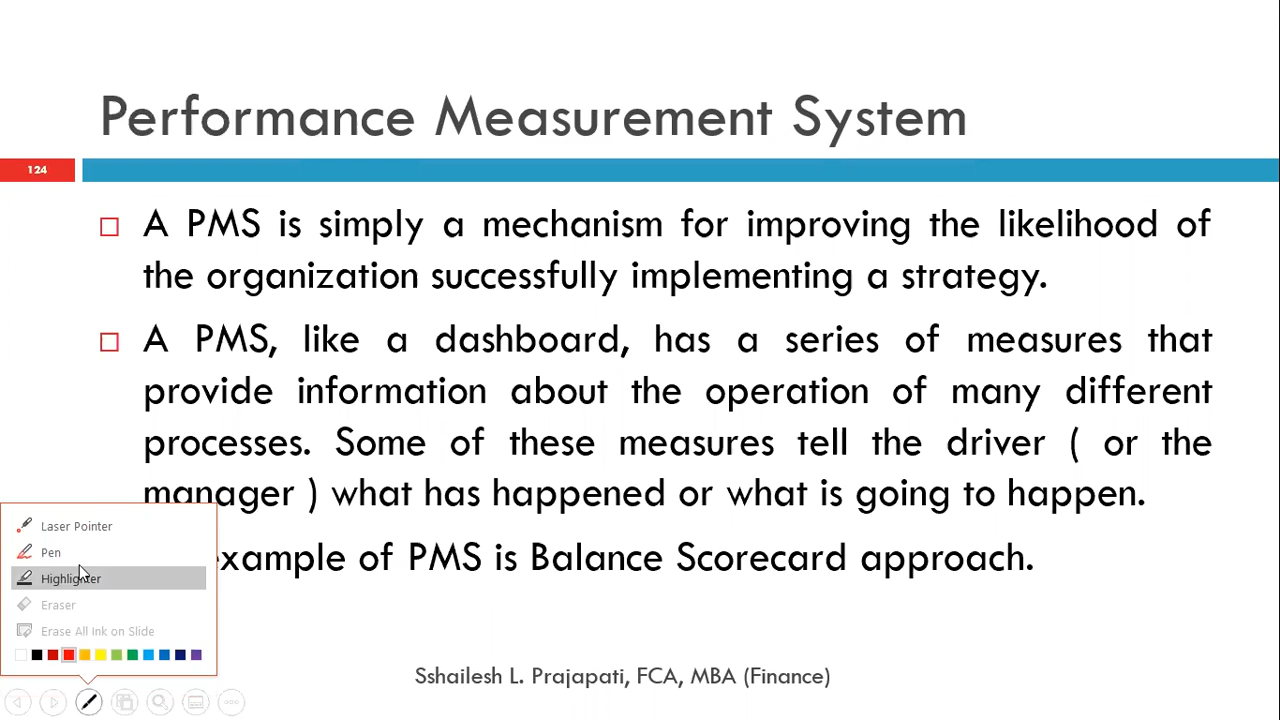 Performance Measurement System
124
A PMS is simply a mechanism for improving the likelihood of
the organization successfully implementing a strategy.
A PMS, like a dashboard, has a series of measures that
provide information about the operation of many different
processes. Some of these measures tell the driver ( or the
manager ) what has happened or what is going to happen.
example of PMS is Balance Scorecard approach.
Laser Pointer
Pen
Highlighter
Eraser
Erase All Ink on Slide
Sshailesh L. Prajapati, FCA, MBA (Finance)